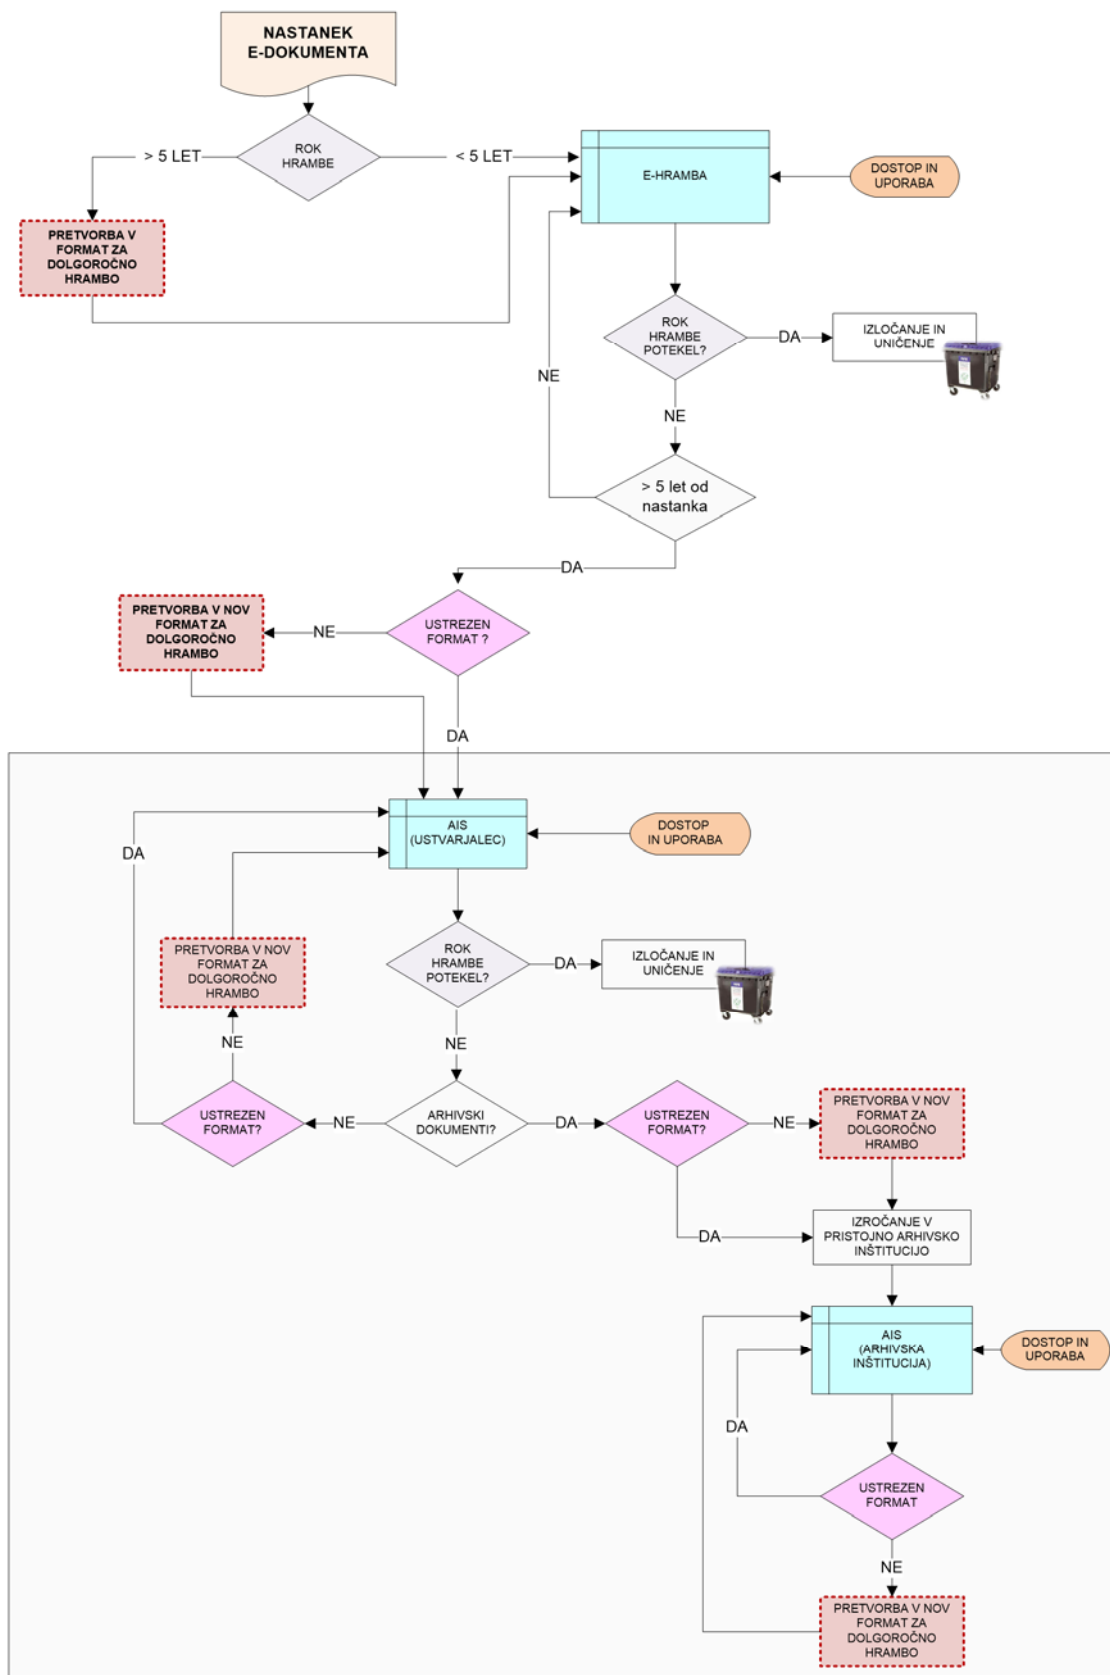 NASTANEK
E-DOKUMENTA
ROK
HRAMBE
> 5 LET
< 5 LET
E-HRAMBA
DOSTOP IN
UPORABA
PRETVORBA V
FORMAT ZA
DOLGOROČNO
HRAMBO
ROK
HRAMBE
POTEKEL?
DA
IZLOČANJE IN
UNIČENJE
NE
NE
> 5 let od
nastanka
DA
USTREZEN
FORMAT ?
NE
PRETVORBA V NOV
FORMAT ZA
DOLGOROČNO
HRAMBO
DA
AIS
(USTVARJALEC)
DOSTOP
IN UPORABA
DA
PRETVORBA V NOV
FORMAT ZA
DOLGOROČNO
HRAMBO
ROK
HRAMBE
POTEKEL?
DA
IZLOČANJE IN
UNIČENJE
NE
NE
USTREZEN
FORMAT?
NE
ARHIVSKI
DOKUMENTI?
DA
USTREZEN
FORMAT?
NE
PRETVORBA V NOV
FORMAT ZA
DOLGOROČNO
HRAMBO
DA
IZROČANJE V
PRISTOJNO ARHIVSKO
INŠTITUCIJO
AIS
(ARHIVSKA
INŠTITUCIJA)
DOSTOP IN
UPORABA
DA
USTREZEN
FORMAT
NE
PRETVORBA V NOV
FORMAT ZA
DOLGOROČNO
HRAMBO